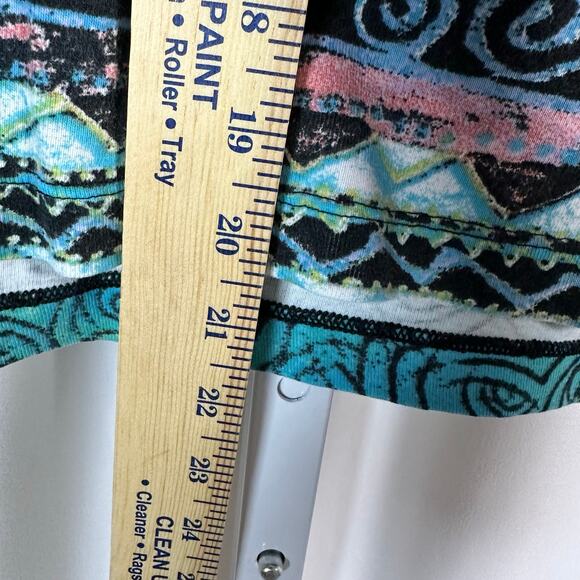 PAINT
• Roller • Tray
18
19
20
21
22
23
24
• Cleaner • Rags
CLEAN